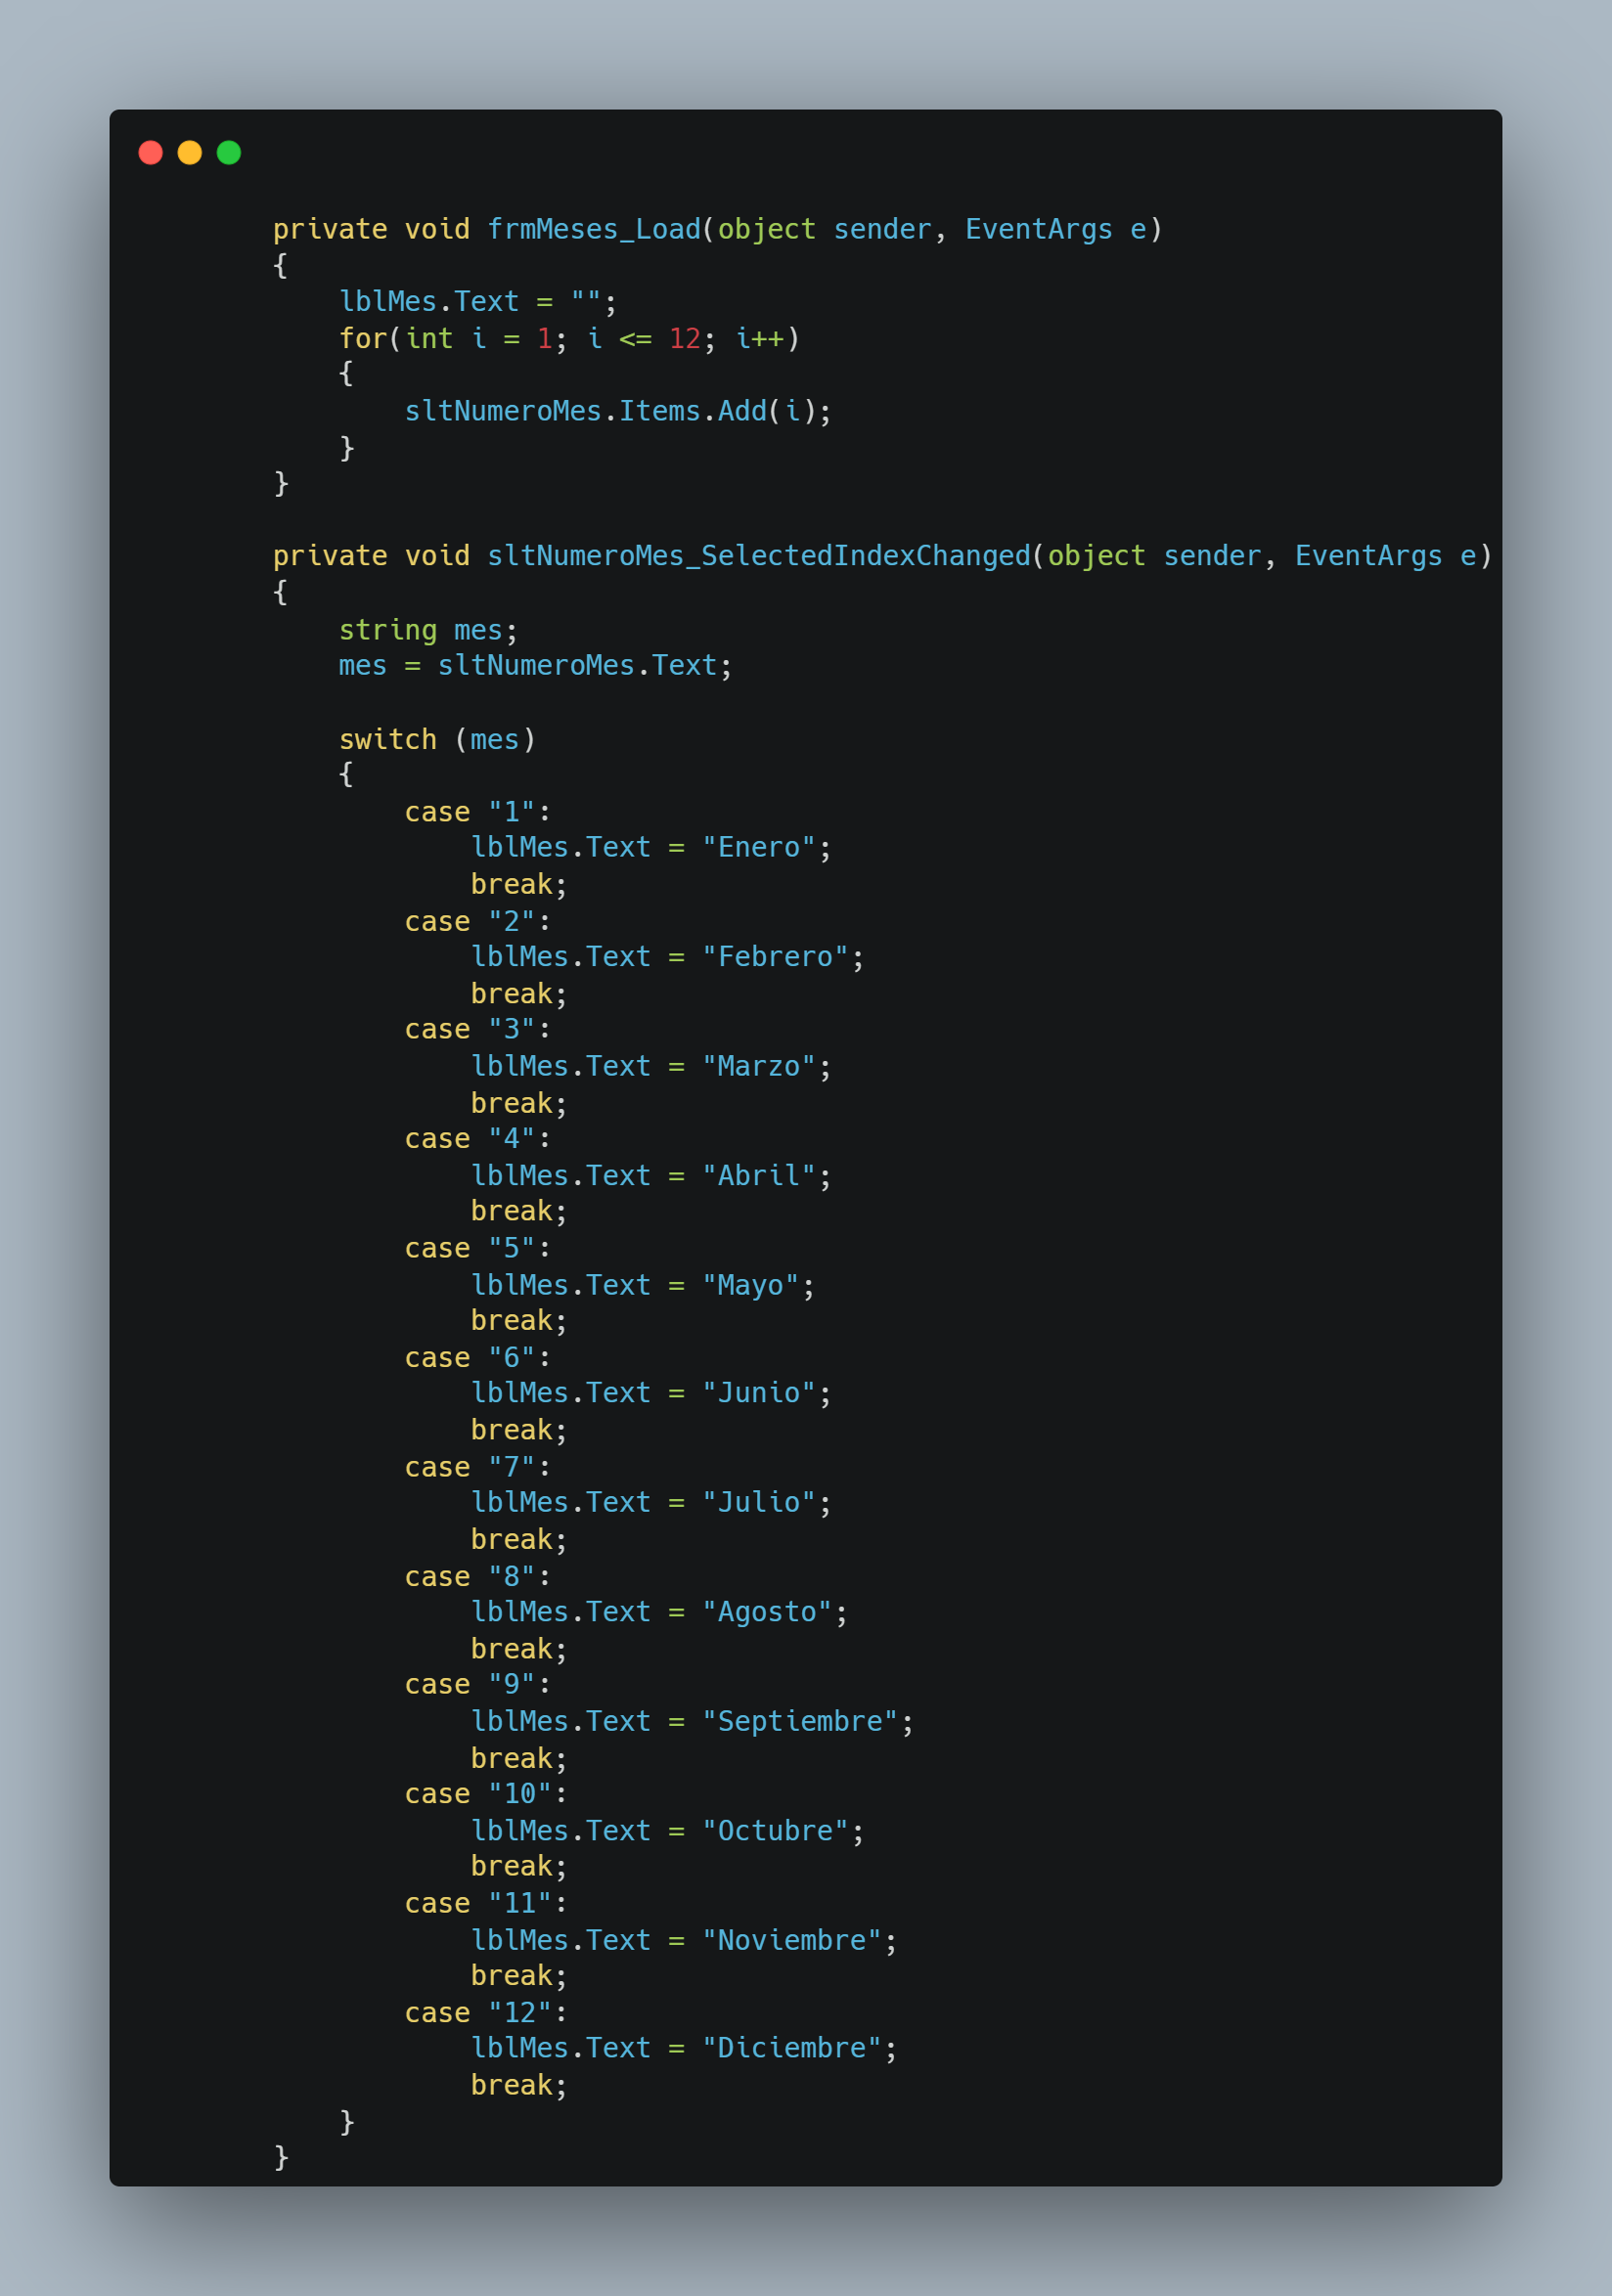 private void frmMeses_Load(object sender, EventArgs e)
{
    lblMes.Text = "";
    for(int i = 1; i <= 12; i++)
    {
        sltNumeroMes.Items.Add(i);
    }
}

private void sltNumeroMes_SelectedIndexChanged(object sender, EventArgs e)
{
    string mes;
    mes = sltNumeroMes.Text;

    switch (mes)
    {
        case "1":
            lblMes.Text = "Enero";
            break;
        case "2":
            lblMes.Text = "Febrero";
            break;
        case "3":
            lblMes.Text = "Marzo";
            break;
        case "4":
            lblMes.Text = "Abril";
            break;
        case "5":
            lblMes.Text = "Mayo";
            break;
        case "6":
            lblMes.Text = "Junio";
            break;
        case "7":
            lblMes.Text = "Julio";
            break;
        case "8":
            lblMes.Text = "Agosto";
            break;
        case "9":
            lblMes.Text = "Septiembre";
            break;
        case "10":
            lblMes.Text = "Octubre";
            break;
        case "11":
            lblMes.Text = "Noviembre";
            break;
        case "12":
            lblMes.Text = "Diciembre";
            break;
    }
}